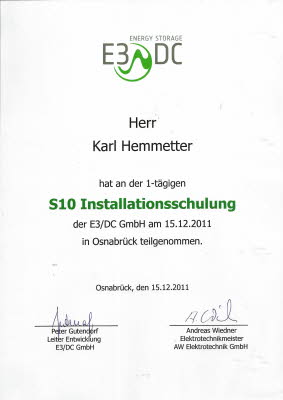 ENERGY STORAGE
E3/DC
Herr
Karl Hemmetter
hat an der 1-tägigen
S10 Installationsschulung
der E3/DC GmbH am 15.12.2011
in Osnabrück teilgenommen.
Osnabrück, den 15.12.2011
Peter Gutendorf
Leiter Entwicklung
E3/DC GmbH
Andreas Wiedner
Elektrotechnikmeister
AW Elektrotechnik GmbH